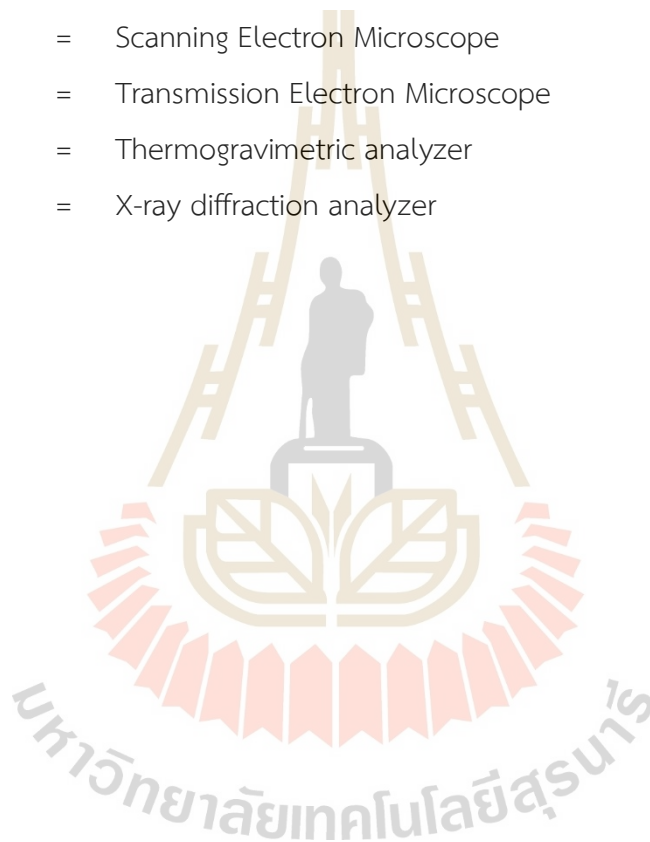 = Scanning Electron Microscope
= Transmission Electron Microscope
= Thermogravimetric analyzer
= X-ray diffraction analyzer
มหาวิทยาลัยเทคโนโลยีสุรนารี